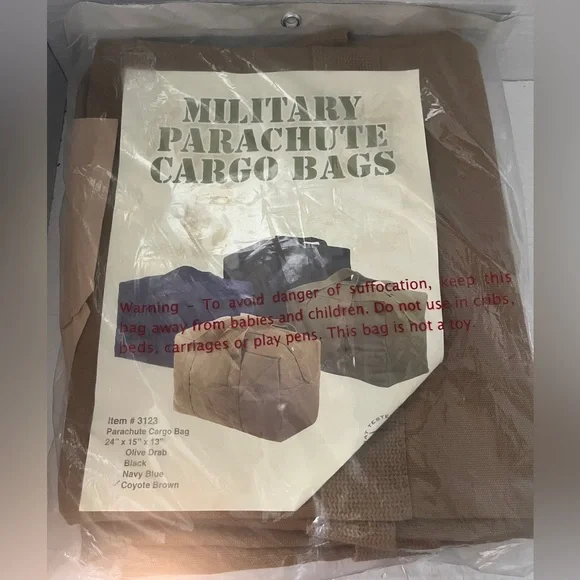 MILITARY
PARACHUTE
CARGO BAGS
Warning - To avoid danger of suffocation, keep this
bag away from babies and children. Do not use in cribs,
beds, carriages or play pens. This bag is not a toy.
Item # 3123
Parachute Cargo Bag
24" x 15" x 13"
Olive Drab
Black
Navy Blue
✓Coyote Brown